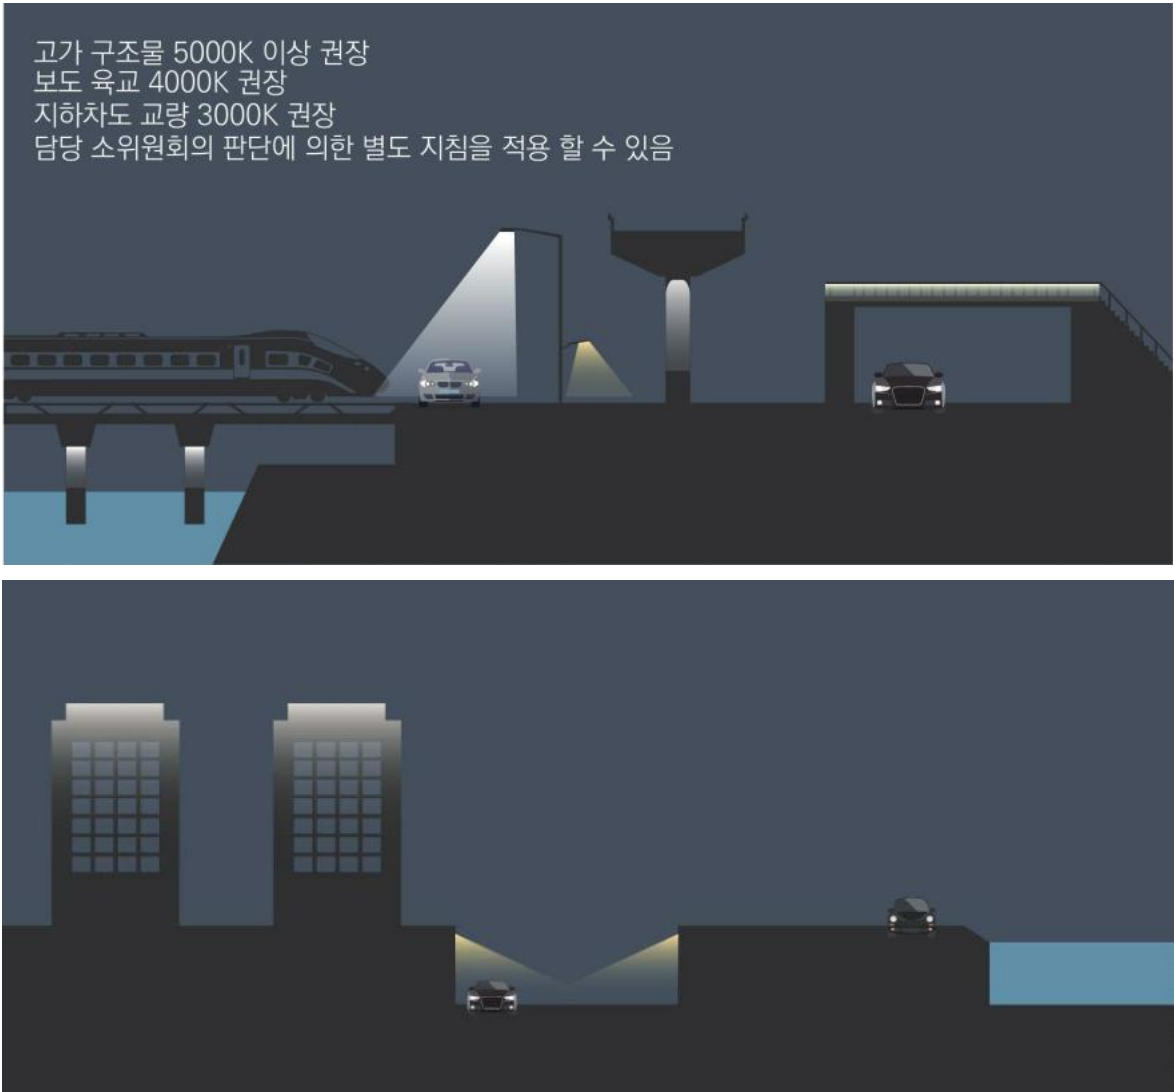 고가 구조물 5000K 이상 권장
보도 육교 4000K 권장
지하차도 교량 3000K 권장
담당 소위원회의 판단에 의한 별도 지침을 적용 할 수 있음